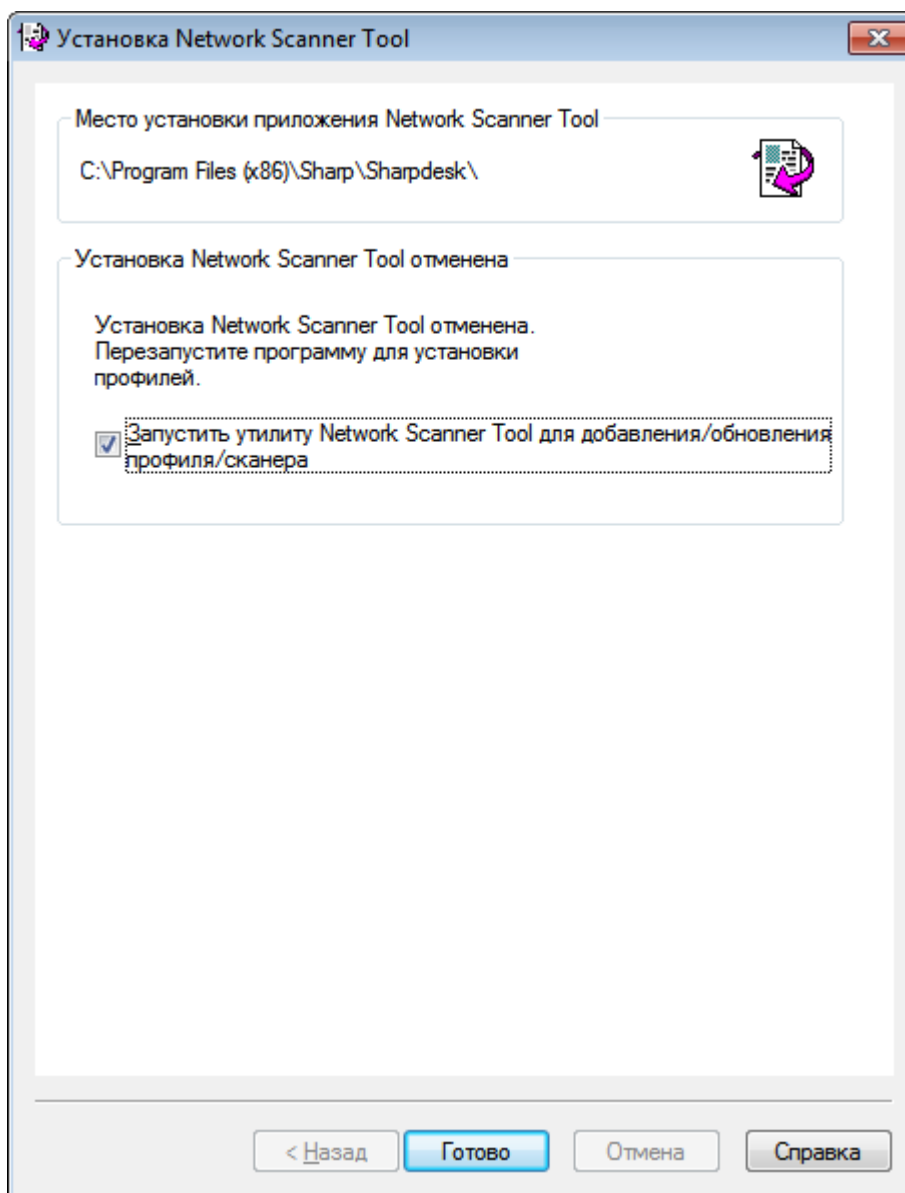 Установка Network Scanner Tool
Место установки приложения Network Scanner Tool
C:\Program Files (x86)\Sharp\Sharpdesk\
Установка Network Scanner Tool отменена
Установка Network Scanner Tool отменена.
Перезапустите программу для установки
профилей.
Запустить утилиту Network Scanner Tool для добавления/обновления
профиля/сканера
< Назад
Готово
Отмена
Справка